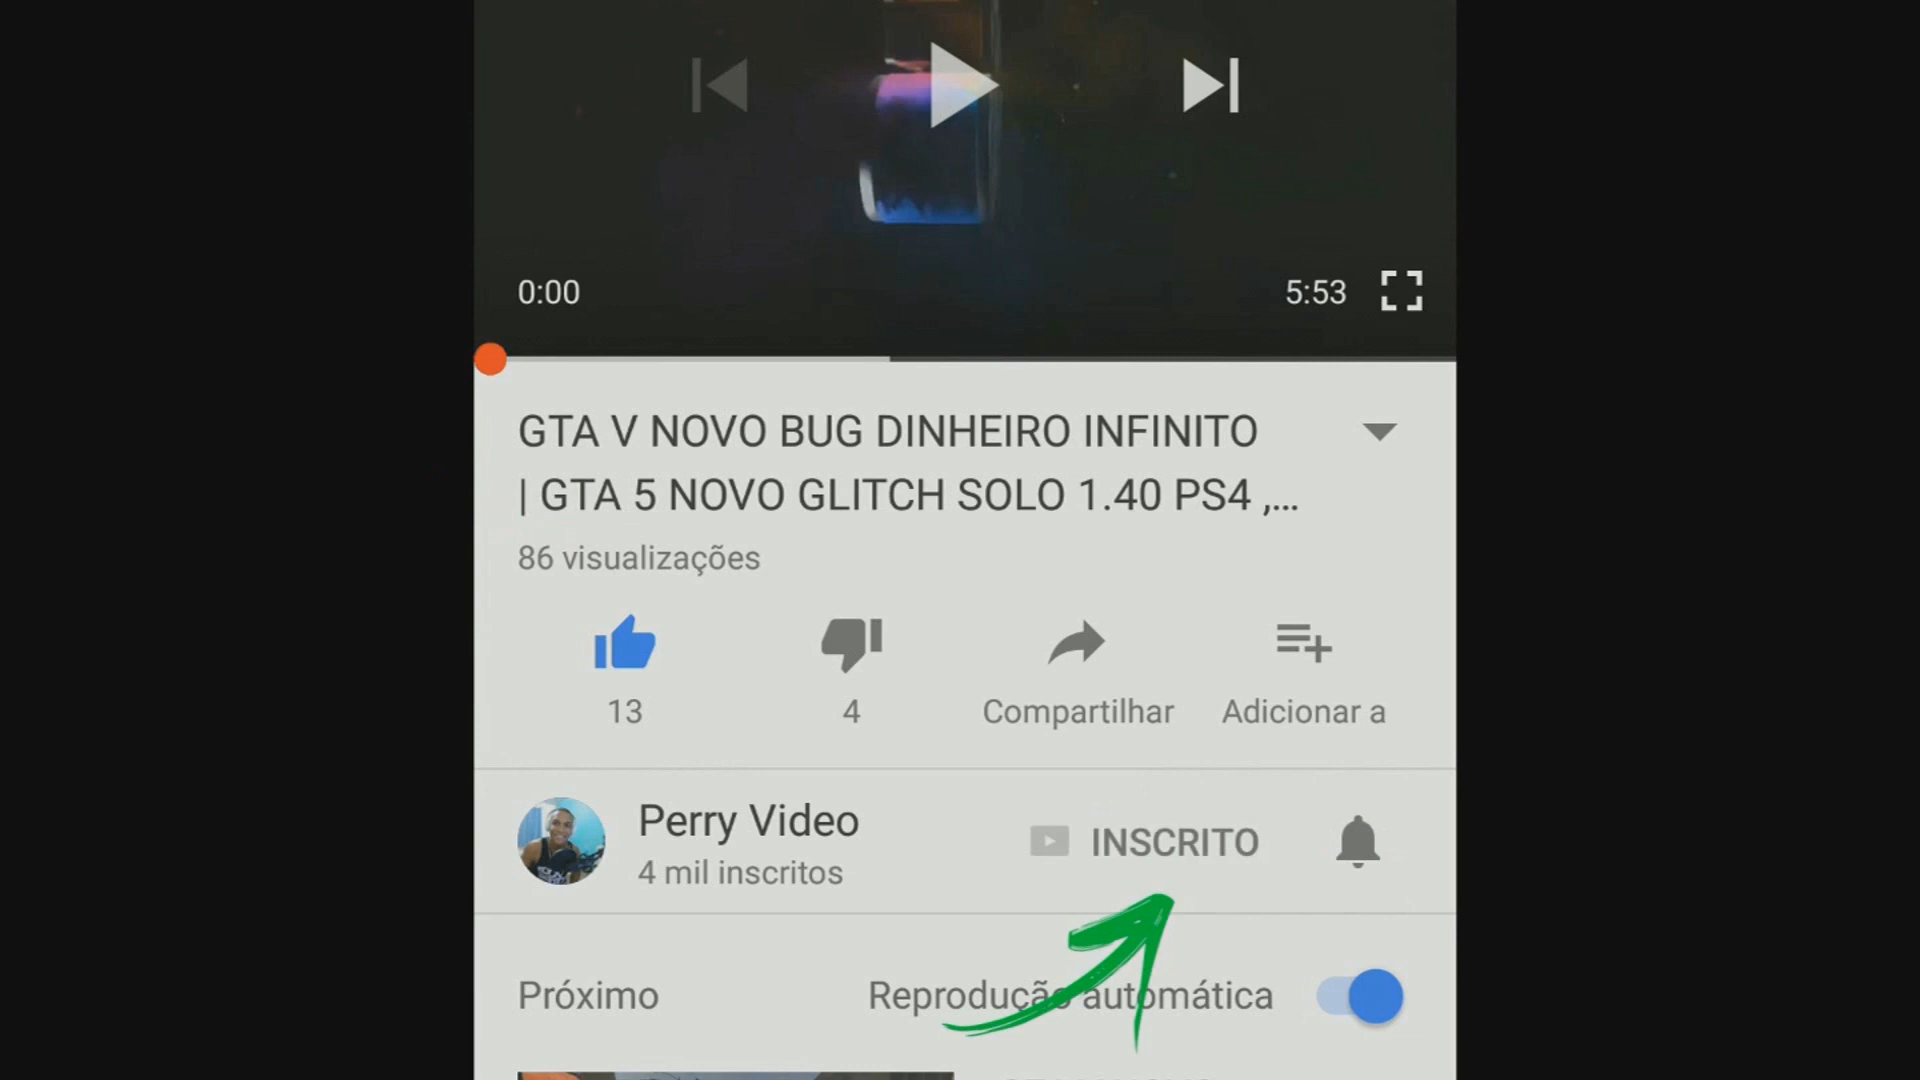 0:00
5:53
GTA V NOVO BUG DINHEIRO INFINITO
| GTA 5 NOVO GLITCH SOLO 1.40 PS4 ,...
86 visualizações
13
4
Compartilhar
Adicionar a
Perry Video
4 mil inscritos
INSCRITO
Próximo
Reprodução automática